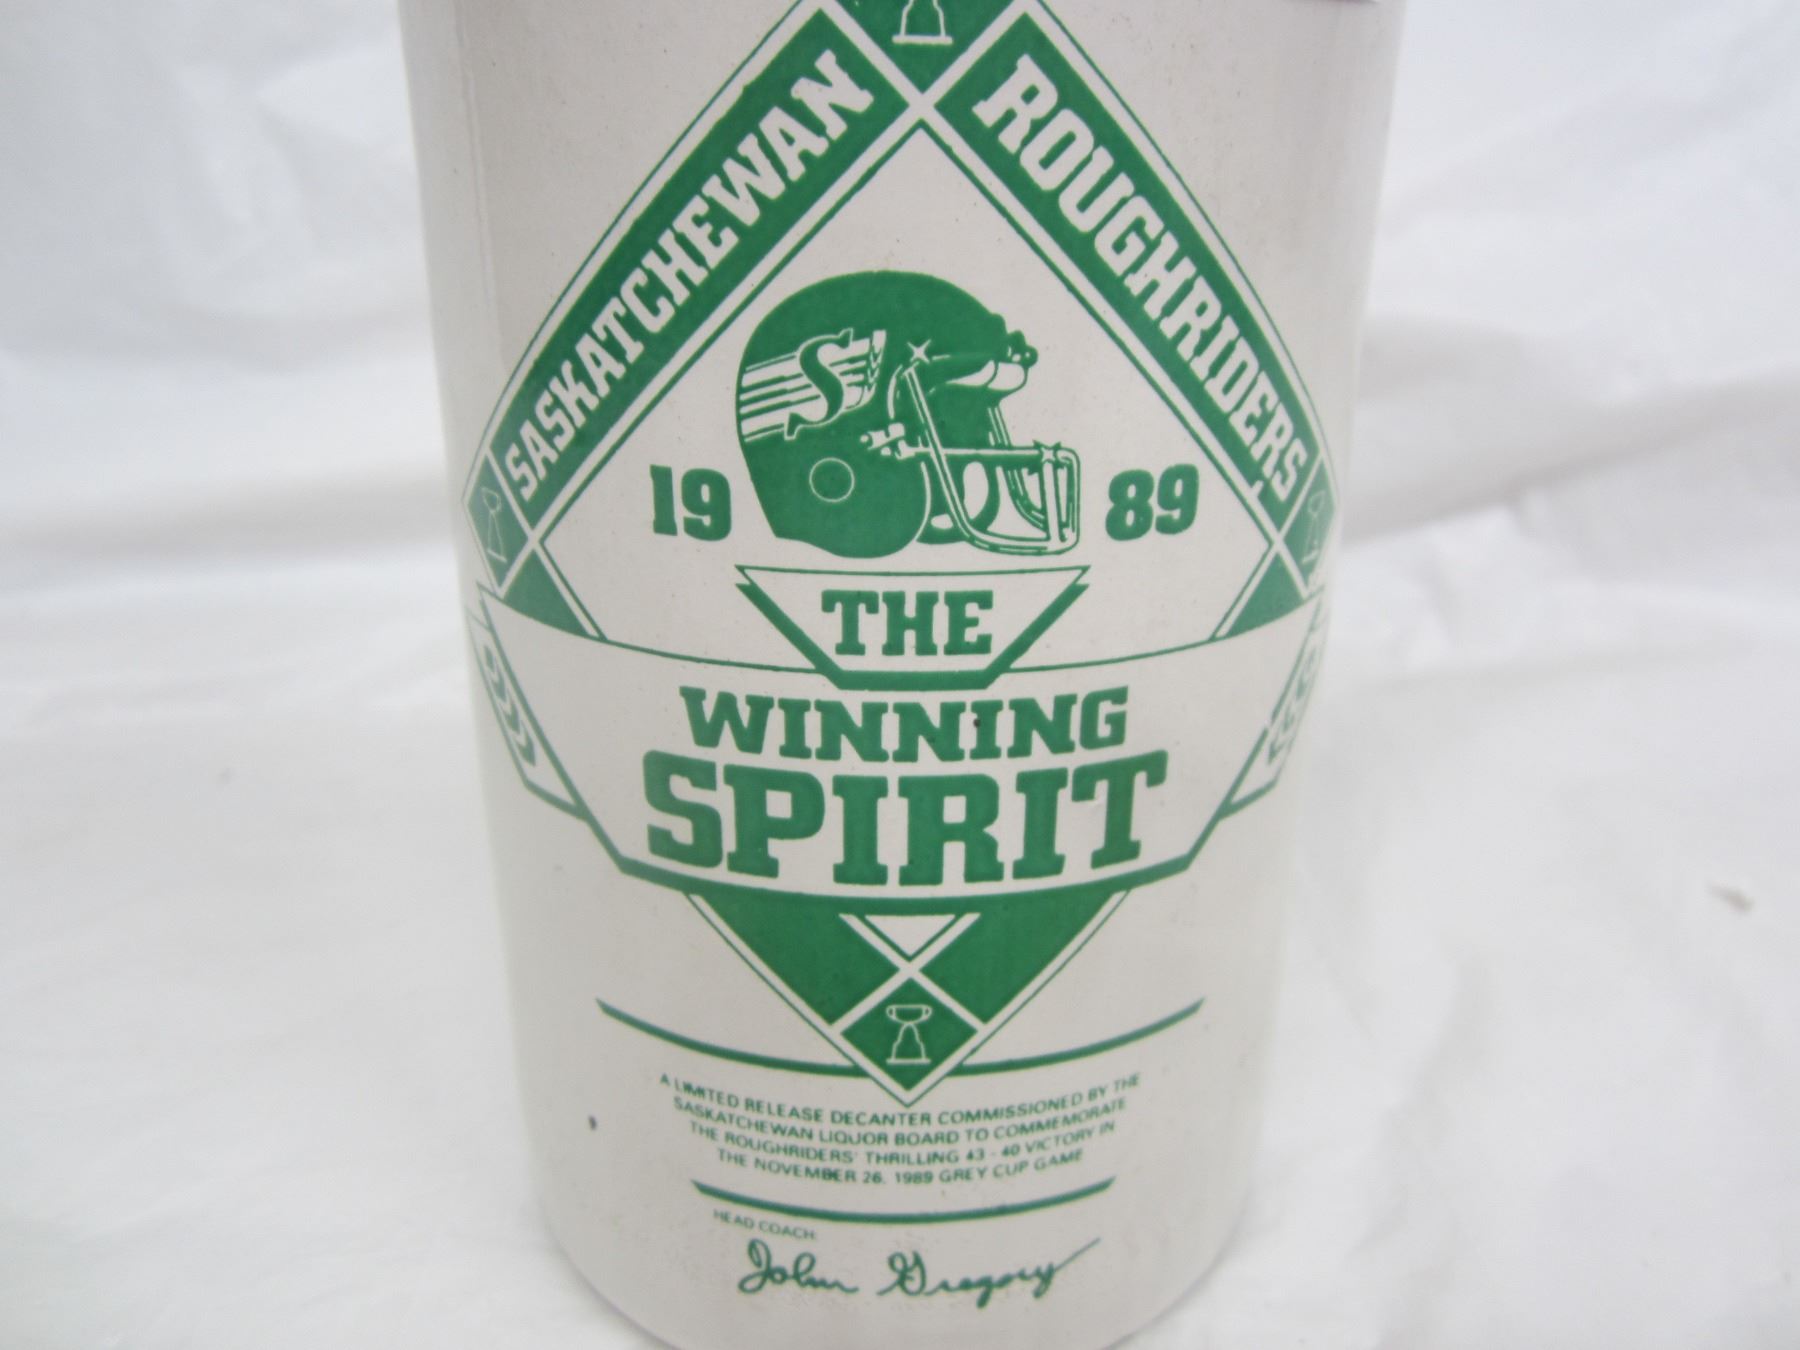 SASKATCHEWAN ROUGHRIDERS
S
19 89
THE
WINNING
SPIRIT
A LIMITED RELEASE DECANTER COMMISSIONED BY THE
SASKATCHEWAN LIQUOR BOARD TO COMMEMORATE
THE ROUGHRIDERS' THRILLING 43 - 40 VICTORY IN
THE NOVEMBER 26, 1989 GREY CUP GAME
HEAD COACH:
John Gregory